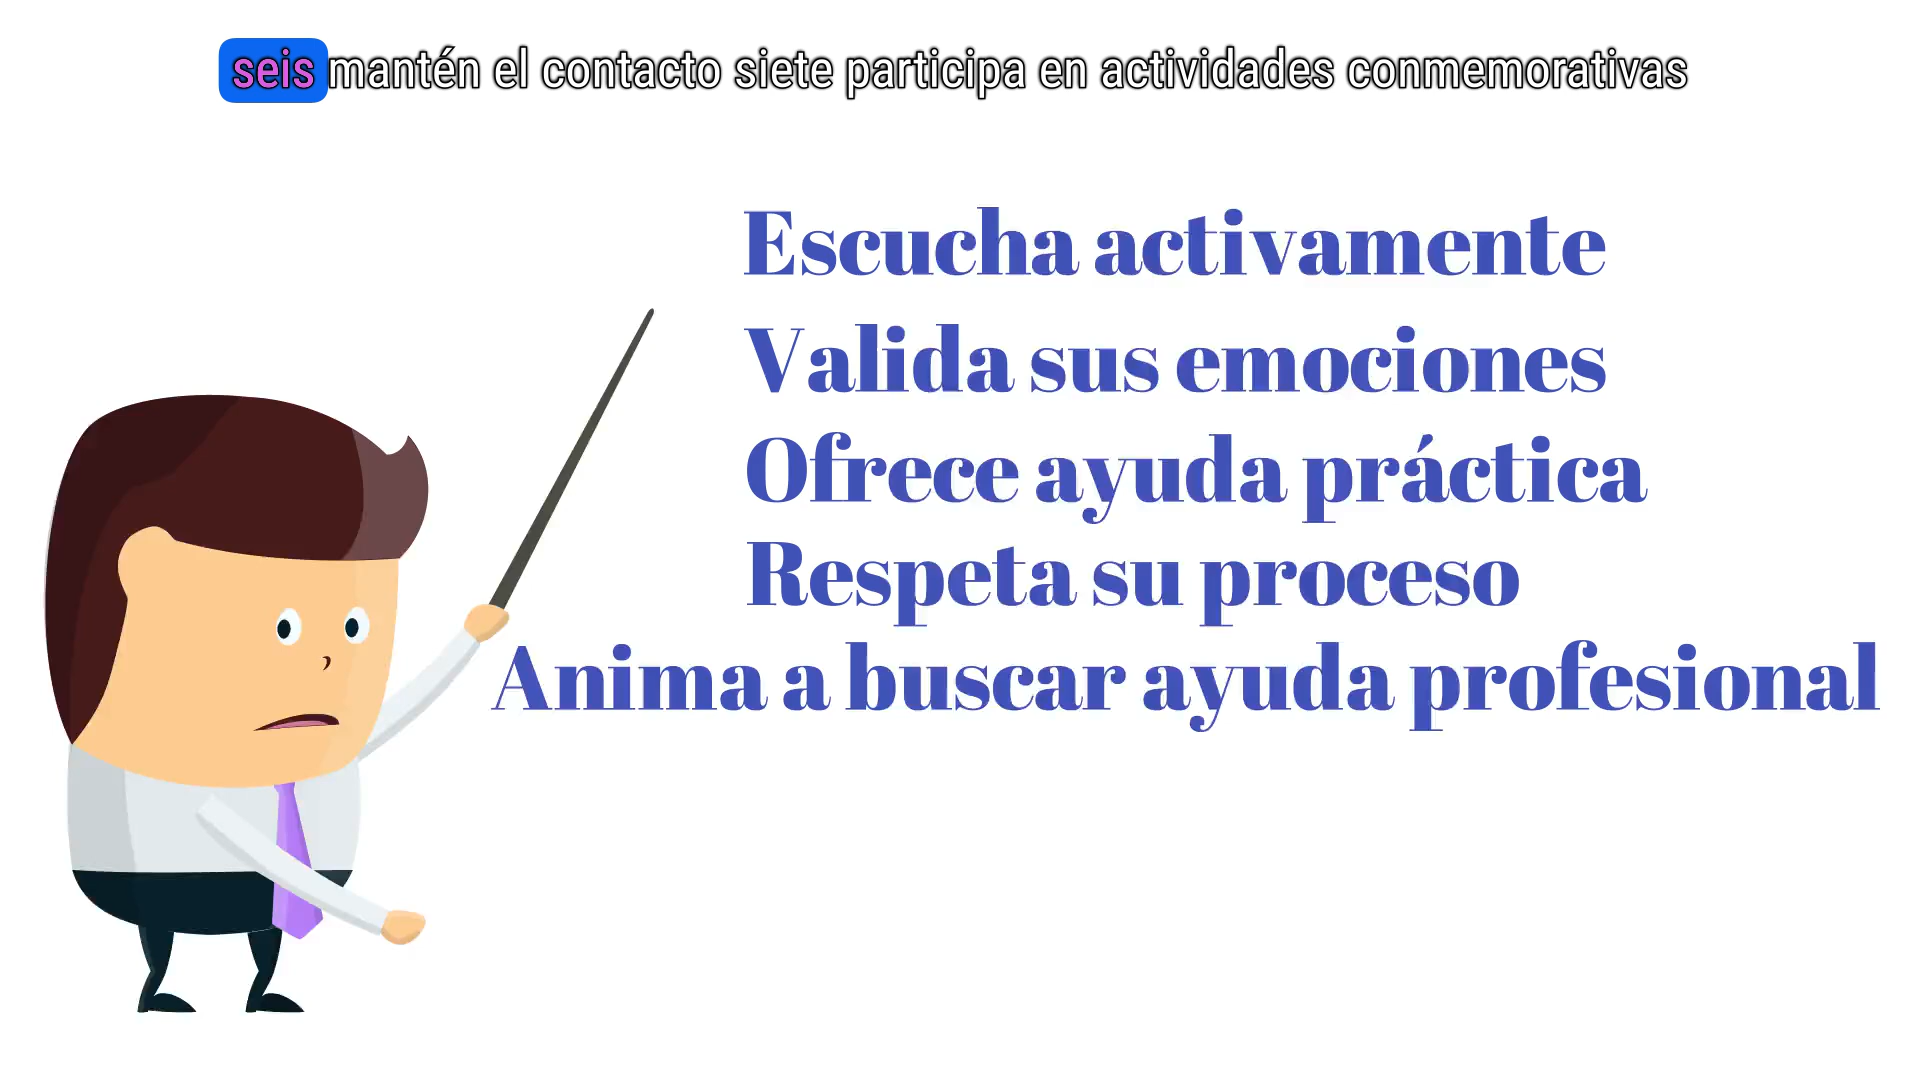 seis mantén el contacto siete participa en actividades conmemorativas
Escucha activamente
Valida sus emociones
Ofrece ayuda práctica
Respeta su proceso
Anima a buscar ayuda profesional